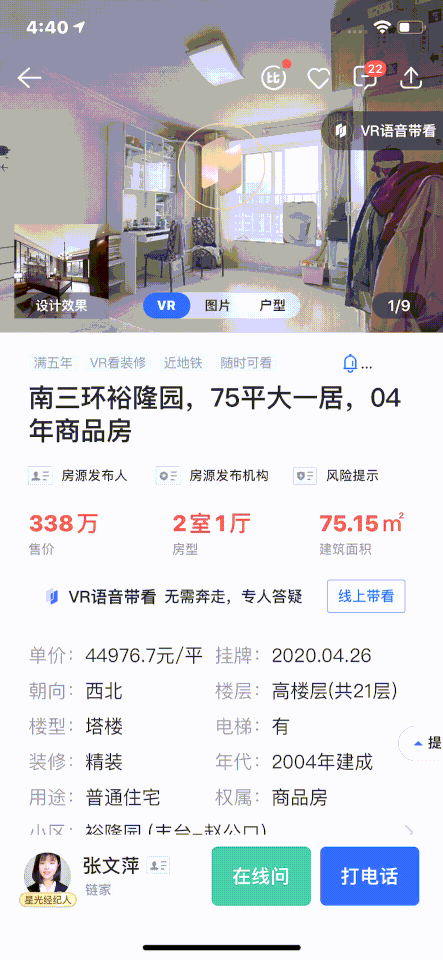 4:40
22
VR语音带看
设计效果
VR 图片 户型
1/9
满五年 VR看装修 近地铁 随时可看 ...
南三环裕隆园，75平大一居，04
年商品房
房源发布人 房源发布机构 风险提示
338万 2室1厅 75.15㎡
售价 房型 建筑面积
VR语音带看 无需奔走，专人答疑 线上带看
单价: 44976.7元/平 挂牌: 2020.04.26
朝向: 西北 楼层: 高楼层(共21层)
楼型: 塔楼 电梯: 有
提
装修: 精装 年代: 2004年建成
用途: 普通住宅 权属: 商品房
小区: 裕隆园 (丰台-赵公口)
张文萍
链家
星光经纪人
在线问 打电话